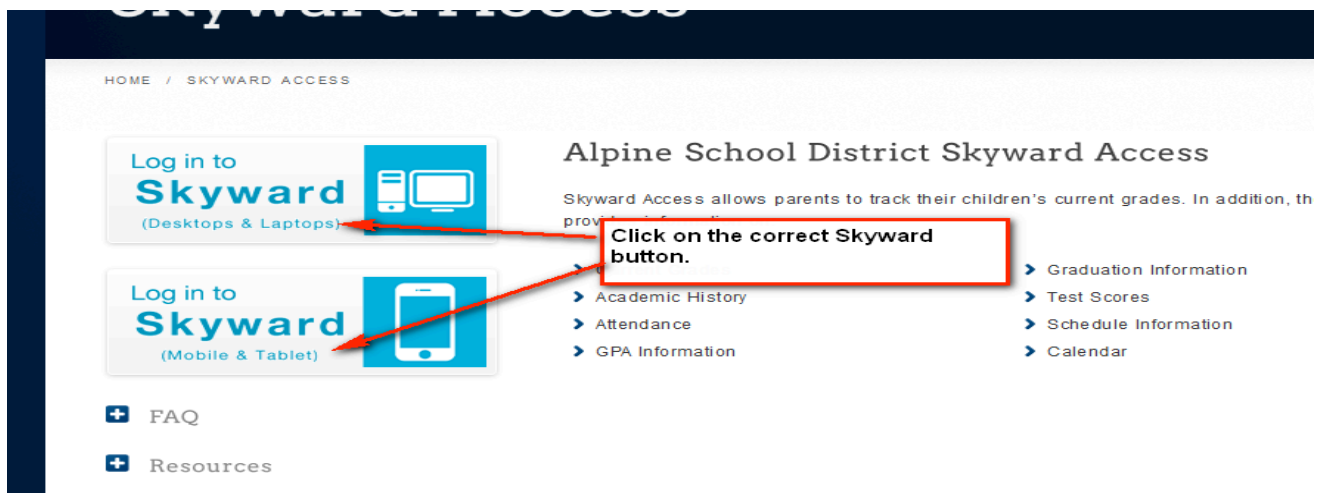 Skyward Access
HOME / SKYWARD ACCESS
Log in to
Skyward
(Desktops & Laptops)
Log in to
Skyward
(Mobile & Tablet)
FAQ
Resources
Alpine School District Skyward Access
Skyward Access allows parents to track their children's current grades. In addition, th
Click on the correct Skyward
button.
Academic History
Attendance
GPA Information
Graduation Information
Test Scores
Schedule Information
Calendar